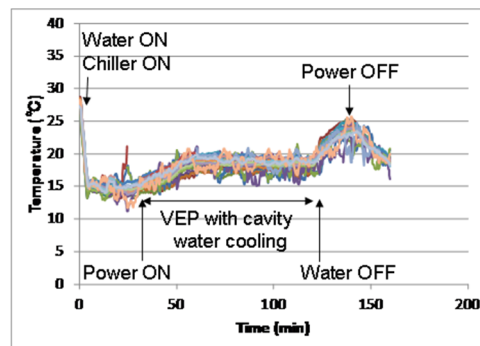 40
35
30
25
20
15
10
5
0
Temperature (°C)
Water ON
Chiller ON
Power OFF
VEP with cavity
water cooling
Power ON
Water OFF
0
50
100
150
200
Time (min)